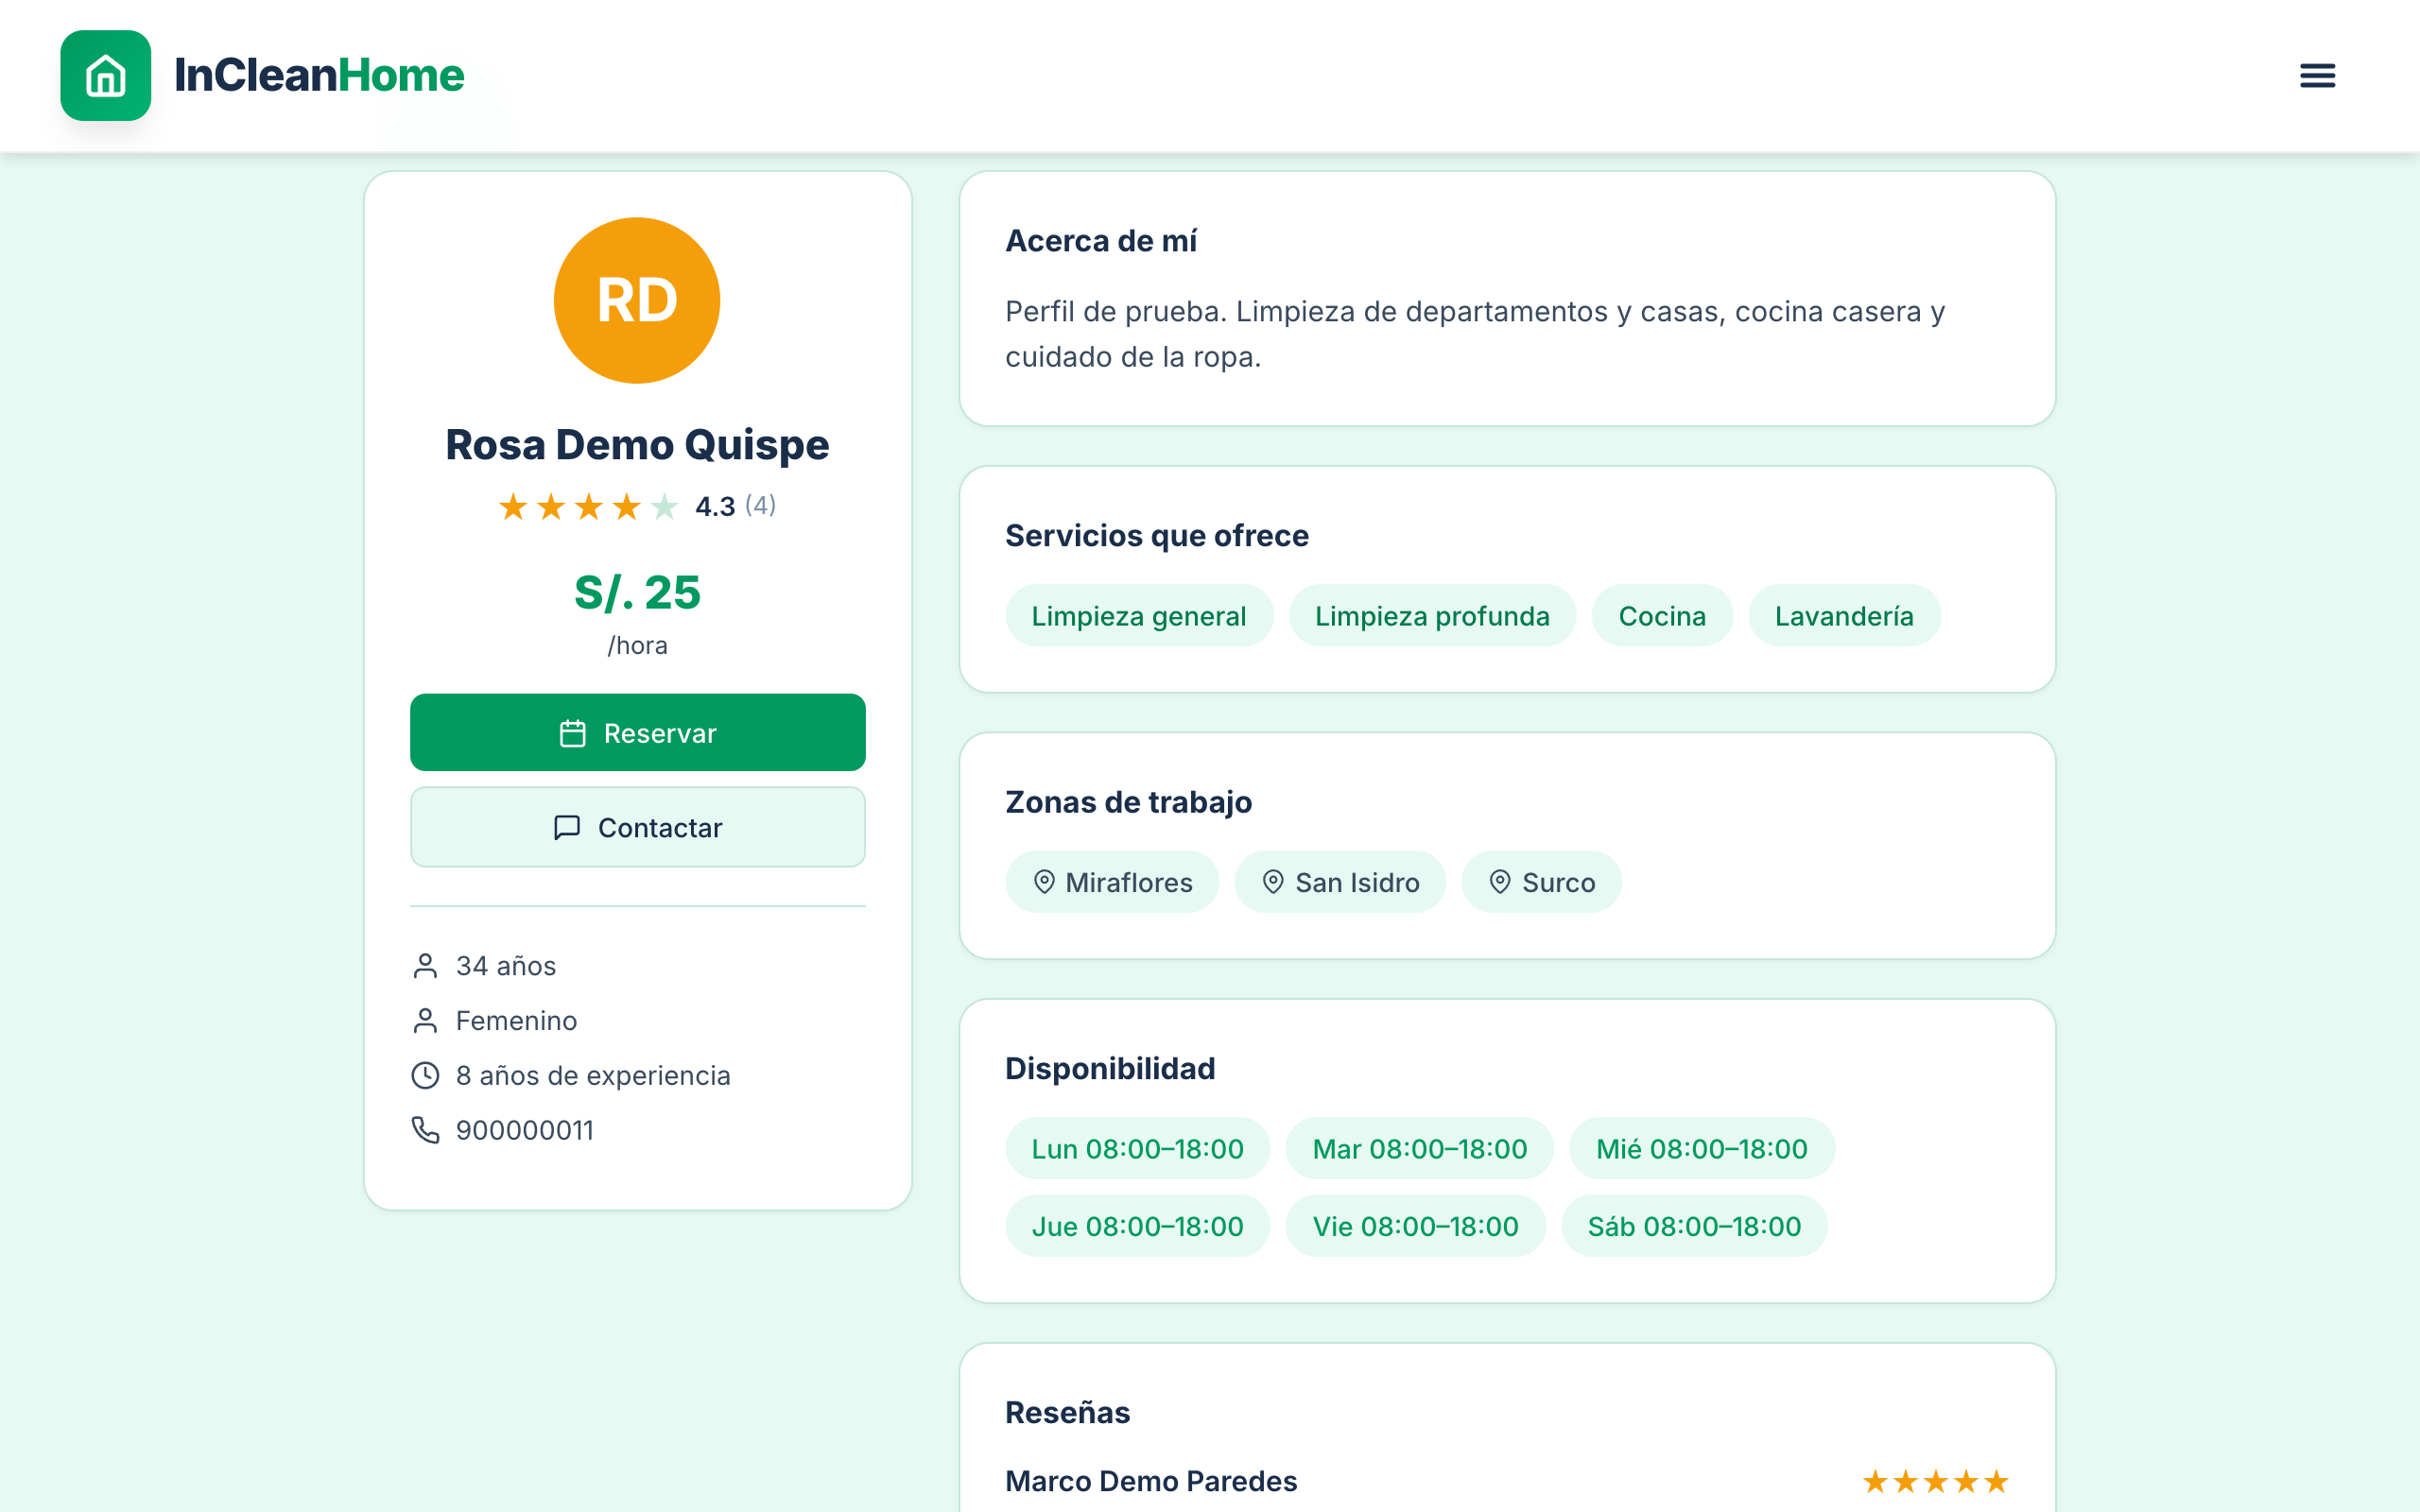 InCleanHome
RD
Rosa Demo Quispe
4.3 (4)
S/. 25
/hora
Reservar
Contactar
34 años
Femenino
8 años de experiencia
900000011
Acerca de mí
Perfil de prueba. Limpieza de departamentos y casas, cocina casera y
cuidado de la ropa.
Servicios que ofrece
Limpieza general Limpieza profunda Cocina Lavandería
Zonas de trabajo
Miraflores San Isidro Surco
Disponibilidad
Lun 08:00–18:00 Mar 08:00–18:00 Mié 08:00–18:00
Jue 08:00–18:00 Vie 08:00–18:00 Sáb 08:00–18:00
Reseñas
Marco Demo Paredes